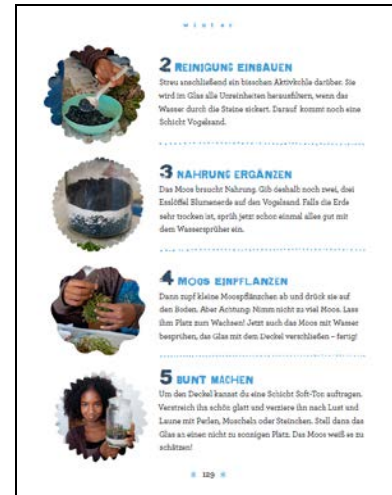 winter
2 REINIGUNG EINBAUEN
Streu anschließend ein bisschen Aktivkohle darüber. Sie
wird im Glas alle Unreinheiten herausfiltern, wenn das
Wasser durch die Steine sickert. Darauf kommt noch eine
Schicht Vogelsand.
3 NAHRUNG ERGÄNZEN
Das Moos braucht Nahrung. Gib deshalb noch zwei, drei
Esslöffel Blumenerde auf den Vogelsand. Falls die Erde
sehr trocken ist, sprüh jetzt schon einmal alles gut mit
dem Wassersprüher ein.
4 MOOS EINPFLANZEN
Dann zupf kleine Moospflänzchen ab und drück sie auf
den Boden. Aber Achtung: Nimm nicht zu viel Moos. Lass
ihm Platz zum Wachsen! Jetzt auch das Moos mit Wasser
besprühen, das Glas mit dem Deckel verschließen – fertig!
5 BUNT MACHEN
Um den Deckel kannst du eine Schicht Soft-Ton auftragen.
Verstreich ihn schön glatt und verziere ihn nach Lust und
Laune mit Perlen, Muscheln oder Steinchen. Stell dann das
Glas an einen nicht zu sonnigen Platz. Das Moos weiß es zu
schätzen!
129